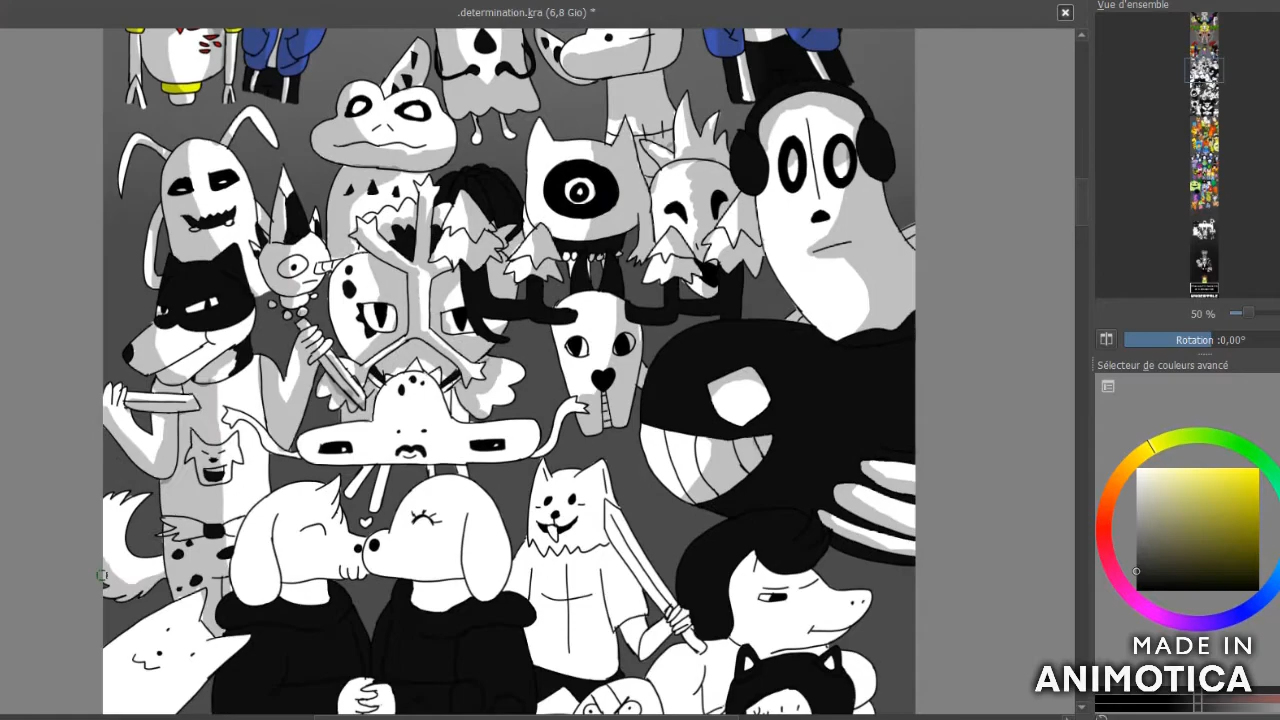 .determination.kra (6,8 Gio) *
Vue d'ensemble
50 %
Rotation :0,00°
Sélecteur de couleurs avancé
MADE IN
ANIMOTICA